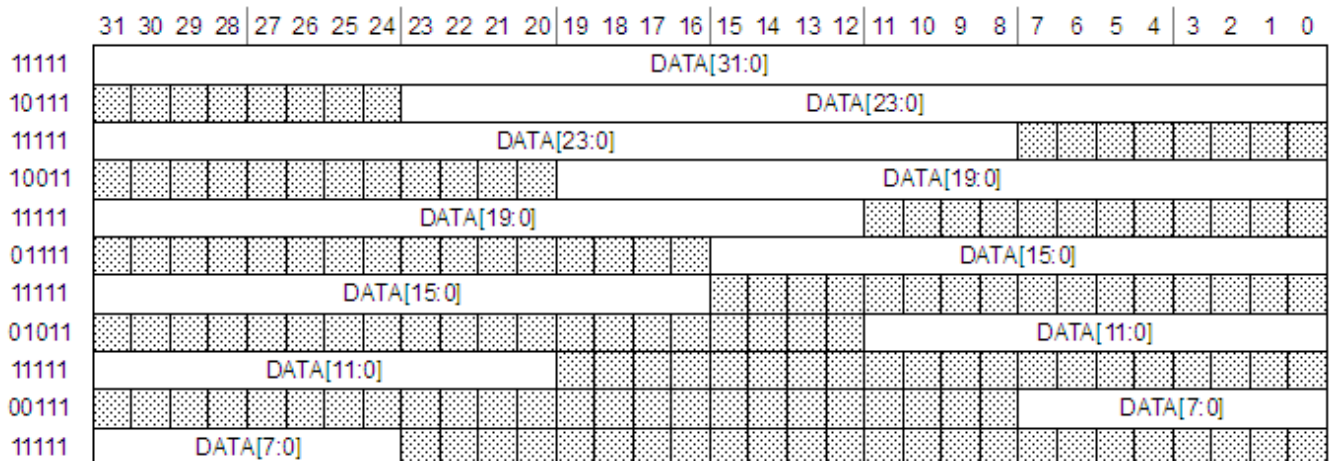 31 30 29 28 27 26 25 24 23 22 21 20 19 18 17 16 15 14 13 12 11 10 9 8 7 6 5 4 3 2 1 0
11111 DATA[31:0]
10111 DATA[23:0]
11111 DATA[23:0]
10011 DATA[19:0]
11111 DATA[19:0]
01111 DATA[15:0]
11111 DATA[15:0]
01011 DATA[11:0]
11111 DATA[11:0]
00111 DATA[7:0]
11111 DATA[7:0]